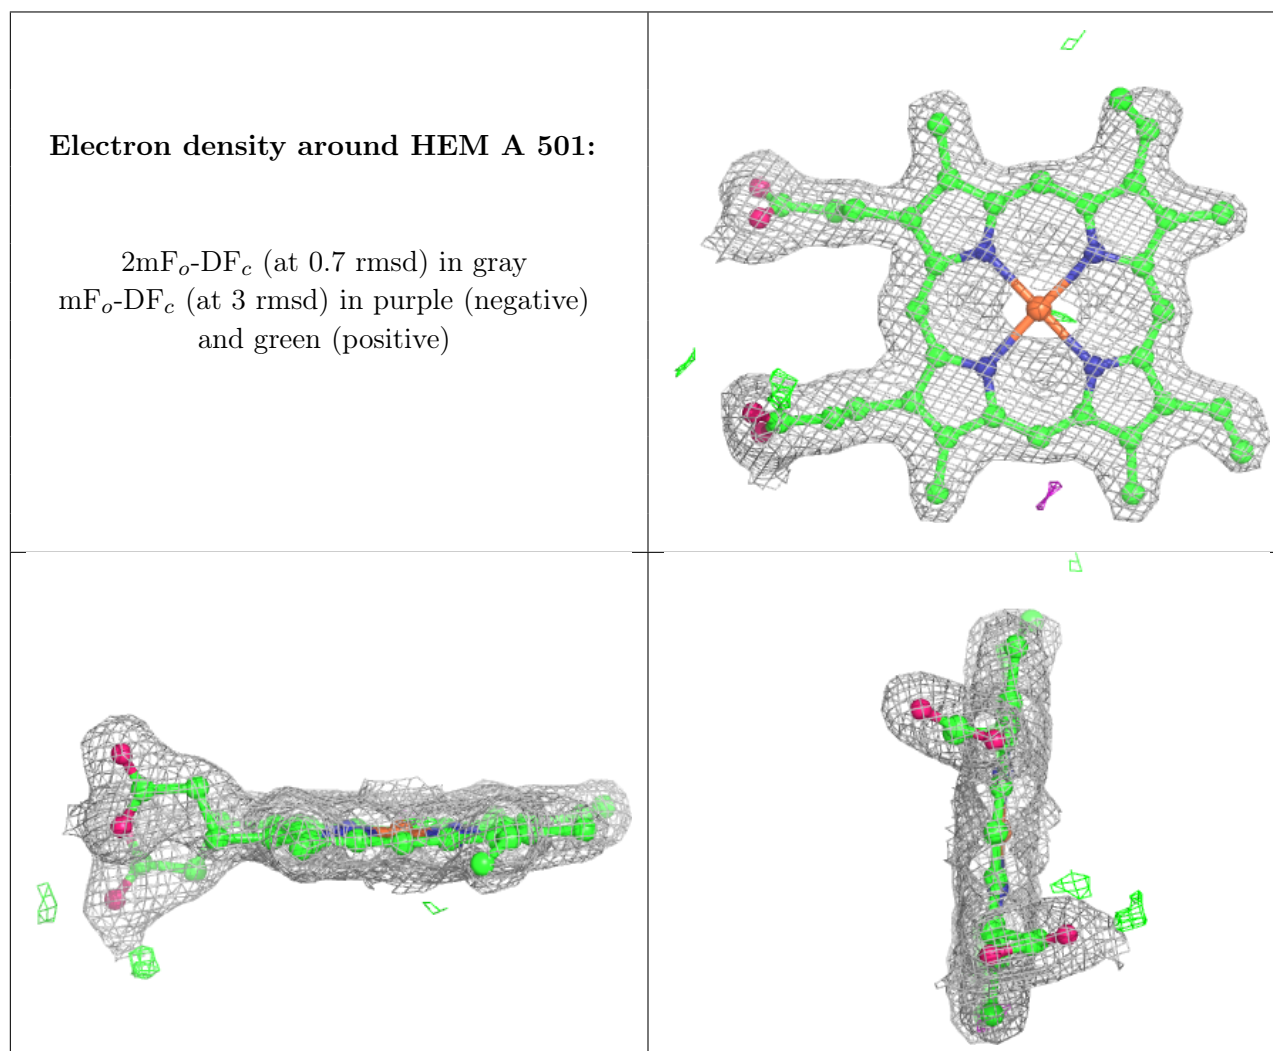 Electron density around HEM A 501:
2mFo-DFc (at 0.7 rmsd) in gray
mFo-DFc (at 3 rmsd) in purple (negative)
and green (positive)